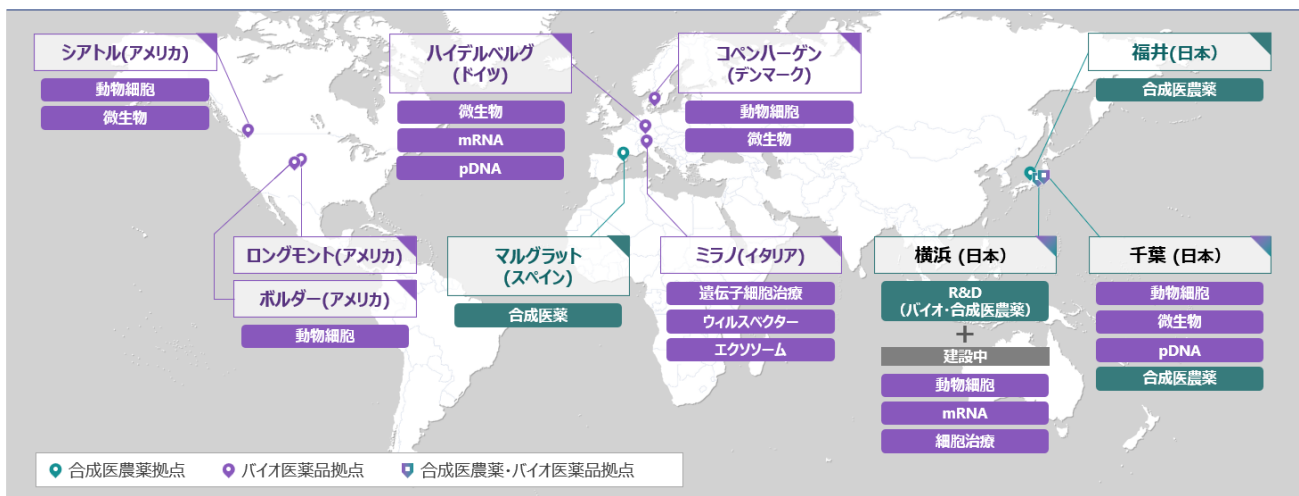 シアトル(アメリカ)
動物細胞
微生物
ハイデルベルグ
(ドイツ)
微生物
mRNA
pDNA
コペンハーゲン
(デンマーク)
動物細胞
微生物
福井(日本)
合成医農薬
ロングモント(アメリカ)
ボルダー(アメリカ)
動物細胞
マルグラット
(スペイン)
合成医薬
ミラノ(イタリア)
遺伝子細胞治療
ウィルスベクター
エクソソーム
横浜 (日本)
R&D
(バイオ・合成医農薬)
+
建設中
動物細胞
mRNA
細胞治療
千葉 (日本)
動物細胞
微生物
pDNA
合成医農薬
合成医農薬拠点
バイオ医薬品拠点
合成医農薬・バイオ医薬品拠点